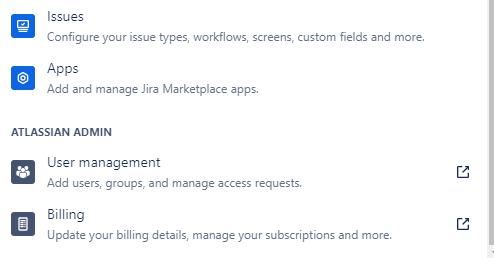 Issues
Configure your issue types, workflows, screens, custom fields and more.
Apps
Add and manage Jira Marketplace apps.
ATLASSIAN ADMIN
User management
Add users, groups, and manage access requests.
Billing
Update your billing details, manage your subscriptions and more.